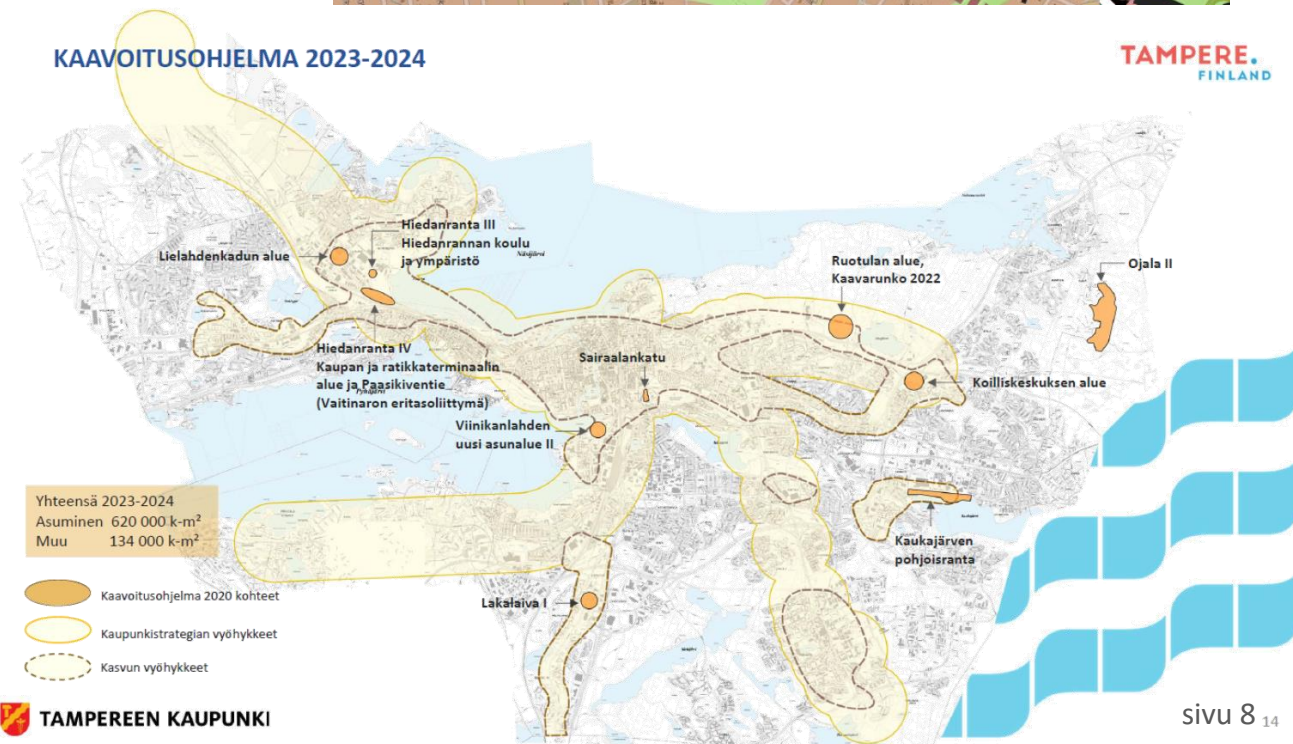 KAAVOITUSOHJELMA 2023-2024
TAMPERE.
FINLAND
Hiedanranta III
Hiedanrannan koulu
ja ympäristö
Lielahdenkadun alue
Näsijärvi
Ruotulan alue,
Kaavarunko 2022
Ojala II
Hiedanranta IV
Kaupan ja ratikkaterminaalin
alue ja Paasikiventie
(Vaitinaron eritasoliittymä)
Pyhäjärvi
Sairaalankatu
Koilliskeskuksen alue
Viinikanlahden
uusi asunalue II
Yhteensä 2023-2024
Asuminen 620 000 k-m²
Muu 134 000 k-m²
Kaukajärven
pohjoisranta
Lakalaiva I
Kaavoitusohjelma 2020 kohteet
Kaupunkistrategian vyöhykkeet
Kasvun vyöhykkeet
TAMPEREEN KAUPUNKI
sivu 8 14